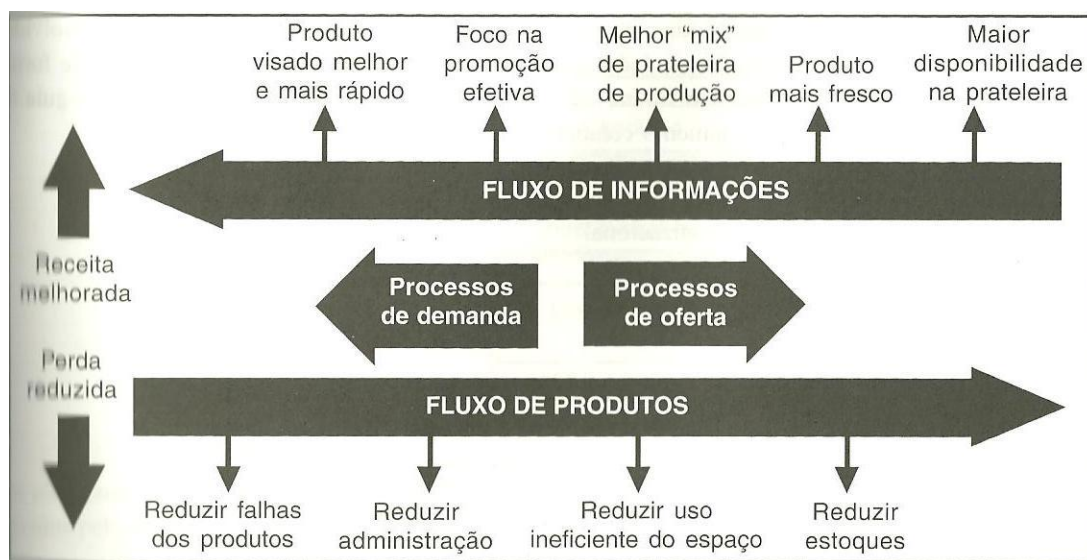 Produto
visado melhor
e mais rápido
Foco na
promoção
efetiva
Melhor “mix”
de prateleira
de produção
Produto
mais fresco
Maior
disponibilidade
na prateleira
FLUXO DE INFORMAÇÕES
Receita
melhorada
Processos
de demanda
Processos
de oferta
Perda
reduzida
FLUXO DE PRODUTOS
Reduzir falhas
dos produtos
Reduzir
administração
Reduzir uso
ineficiente do espaço
Reduzir
estoques